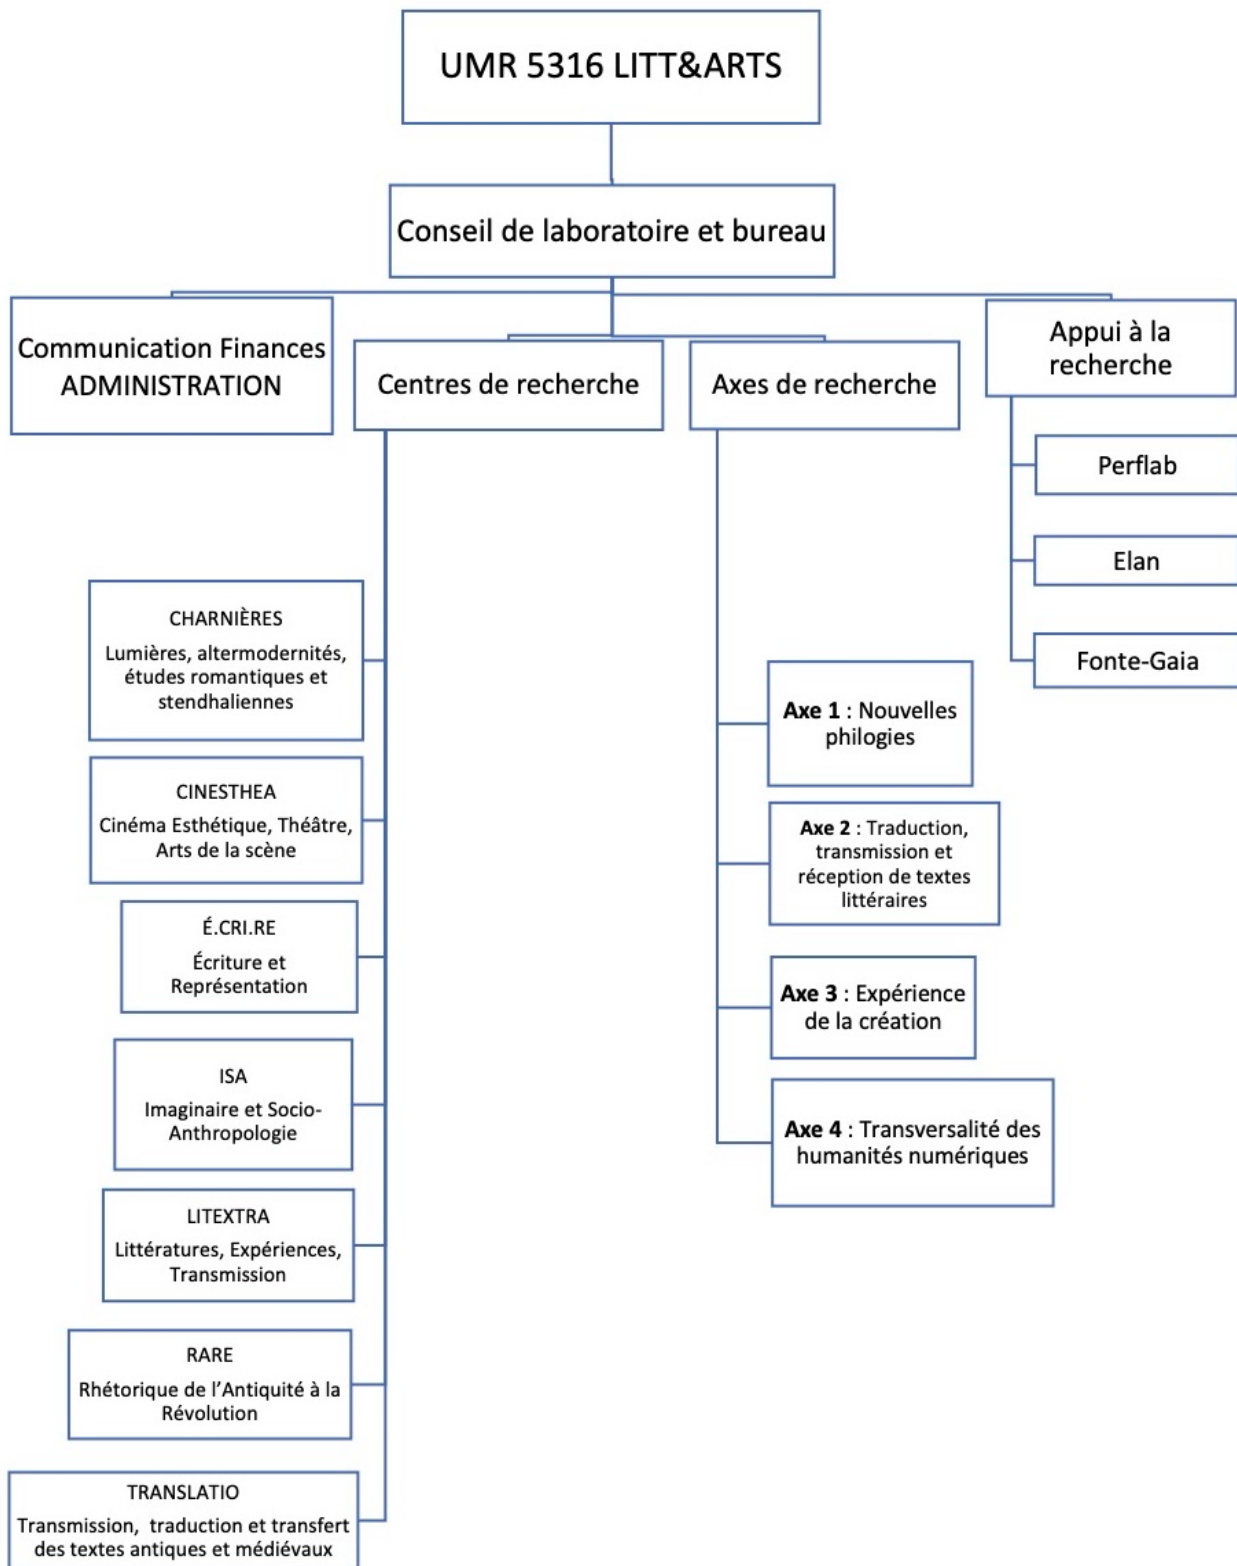 UMR 5316 LITT&ARTS
Conseil de laboratoire et bureau
Communication Finances
ADMINISTRATION
Centres de recherche
Axes de recherche
Appui à la
recherche
Perflab
Elan
Fonte-Gaia
CHARNIÈRES
Lumières, altermodernités,
études romantiques et
stendhaliennes
CINESTHEA
Cinéma Esthétique, Théâtre,
Arts de la scène
É.CRI.RE
Écriture et
Représentation
ISA
Imaginaire et Socio-
Anthropologie
LITEXTRA
Littératures, Expériences,
Transmission
RARE
Rhétorique de l’Antiquité à la
Révolution
TRANSLATIO
Transmission, traduction et transfert
des textes antiques et médiévaux
Axe 1 : Nouvelles
philogies
Axe 2 : Traduction,
transmission et
réception de textes
littéraires
Axe 3 : Expérience
de la création
Axe 4 : Transversalité des
humanités numériques